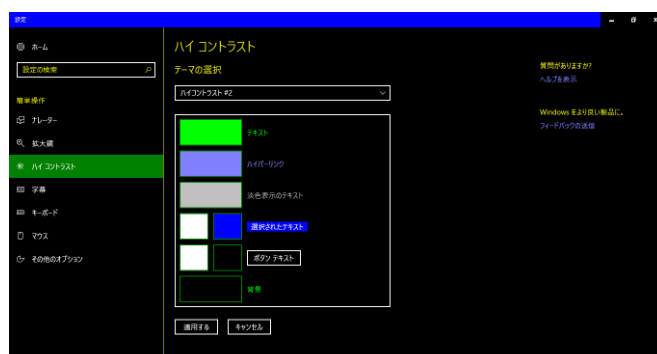 設定
ホーム
設定の検索
簡単操作
ナレーター
拡大鏡
ハイ コントラスト
字幕
キーボード
マウス
その他のオプション
ハイ コントラスト
テーマの選択
ハイコントラスト #2
テキスト
ハイパーリンク
淡色表示のテキスト
選択されたテキスト
ボタン テキスト
背景
適用する
キャンセル
質問がありますか?
ヘルプを表示
Windows をより良い製品に。
フィードバックの送信